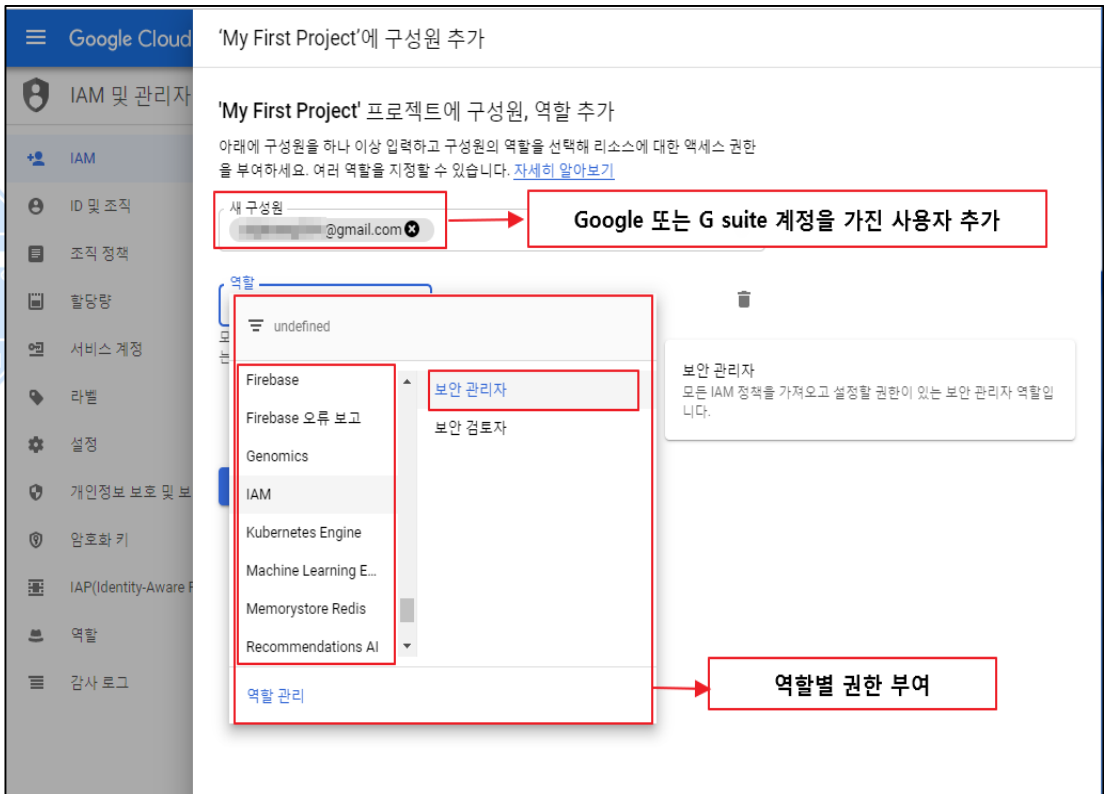 Google Cloud
'My First Project'에 구성원 추가
IAM 및 관리자
IAM
ID 및 조직
조직 정책
할당량
서비스 계정
라벨
설정
개인정보 보호 및 보
암호화 키
IAP(Identity-Aware
역할
감사 로그
'My First Project' 프로젝트에 구성원, 역할 추가
아래에 구성원을 하나 이상 입력하고 구성원의 역할을 선택해 리소스에 대한 액세스 권한
을 부여하세요. 여러 역할을 지정할 수 있습니다. 자세히 알아보기
새 구성원
@gmail.com
Google 또는 G suite 계정을 가진 사용자 추가
역할
undefined
Firebase
Firebase 오류 보고
Genomics
IAM
Kubernetes Engine
Machine Learning E...
Memorystore Redis
Recommendations AI
보안 관리자
보안 검토자
역할 관리
보안 관리자
모든 IAM 정책을 가져오고 설정할 권한이 있는 보안 관리자 역할입
니다.
역할별 권한 부여